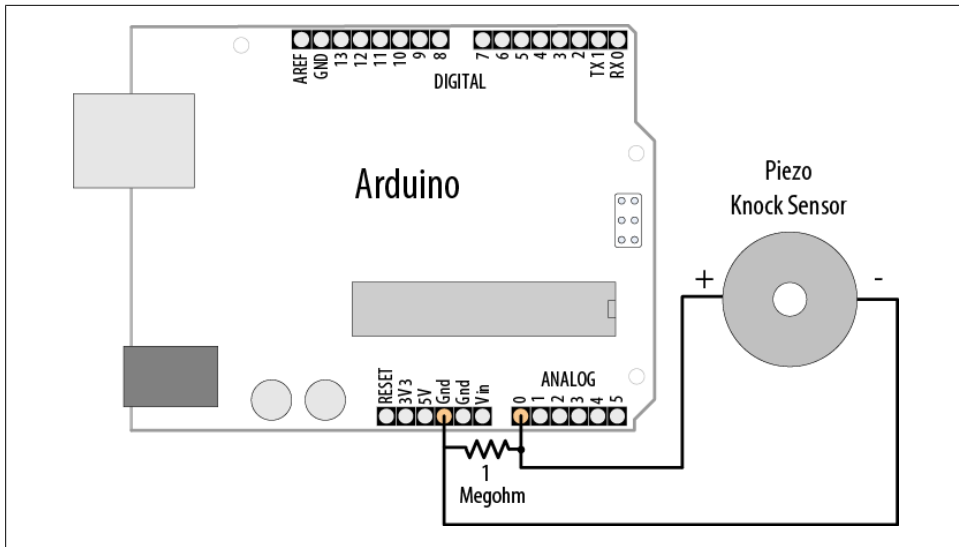 AREF
GND
13
12
11
10
9
8
7
6
5
4
3
2
TX 1
RX 0
DIGITAL
Arduino
Piezo
Knock Sensor
+
-
RESET
3V3
5V
Gnd
Gnd
Vin
ANALOG
0
1
2
3
4
5
1
Megohm